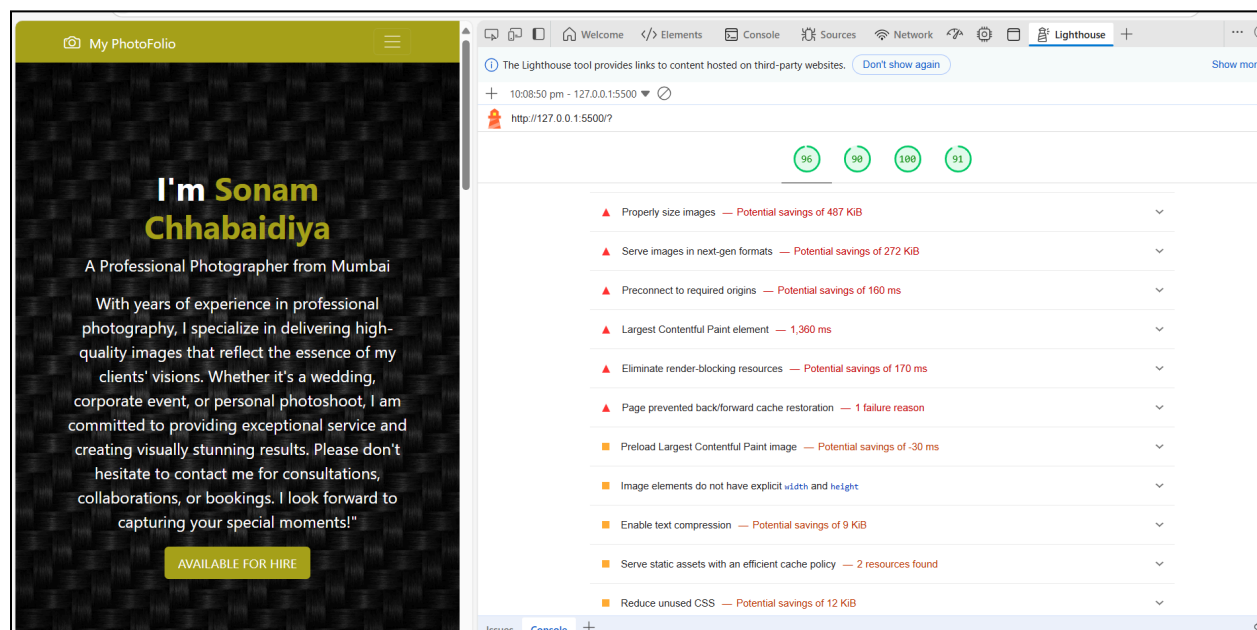 My PhotoFolio
I'm Sonam
Chhabaidiya
A Professional Photographer from Mumbai
With years of experience in professional
photography, I specialize in delivering high-
quality images that reflect the essence of my
clients' visions. Whether it's a wedding,
corporate event, or personal photoshoot, I am
committed to providing exceptional service and
creating visually stunning results. Please don't
hesitate to contact me for consultations,
collaborations, or bookings. I look forward to
capturing your special moments!"
AVAILABLE FOR HIRE
Welcome </> Elements Console Sources Network Lighthouse
The Lighthouse tool provides links to content hosted on third-party websites. Don't show again Show mor
10:08:50 pm - 127.0.0.1:5500
http://127.0.0.1:5500/?
96 90 100 91
Properly size images — Potential savings of 487 KiB
Serve images in next-gen formats — Potential savings of 272 KiB
Preconnect to required origins — Potential savings of 160 ms
Largest Contentful Paint element — 1,360 ms
Eliminate render-blocking resources — Potential savings of 170 ms
Page prevented back/forward cache restoration — 1 failure reason
Preload Largest Contentful Paint image — Potential savings of -30 ms
Image elements do not have explicit width and height
Enable text compression — Potential savings of 9 KiB
Serve static assets with an efficient cache policy — 2 resources found
Reduce unused CSS — Potential savings of 12 KiB
Issues Console